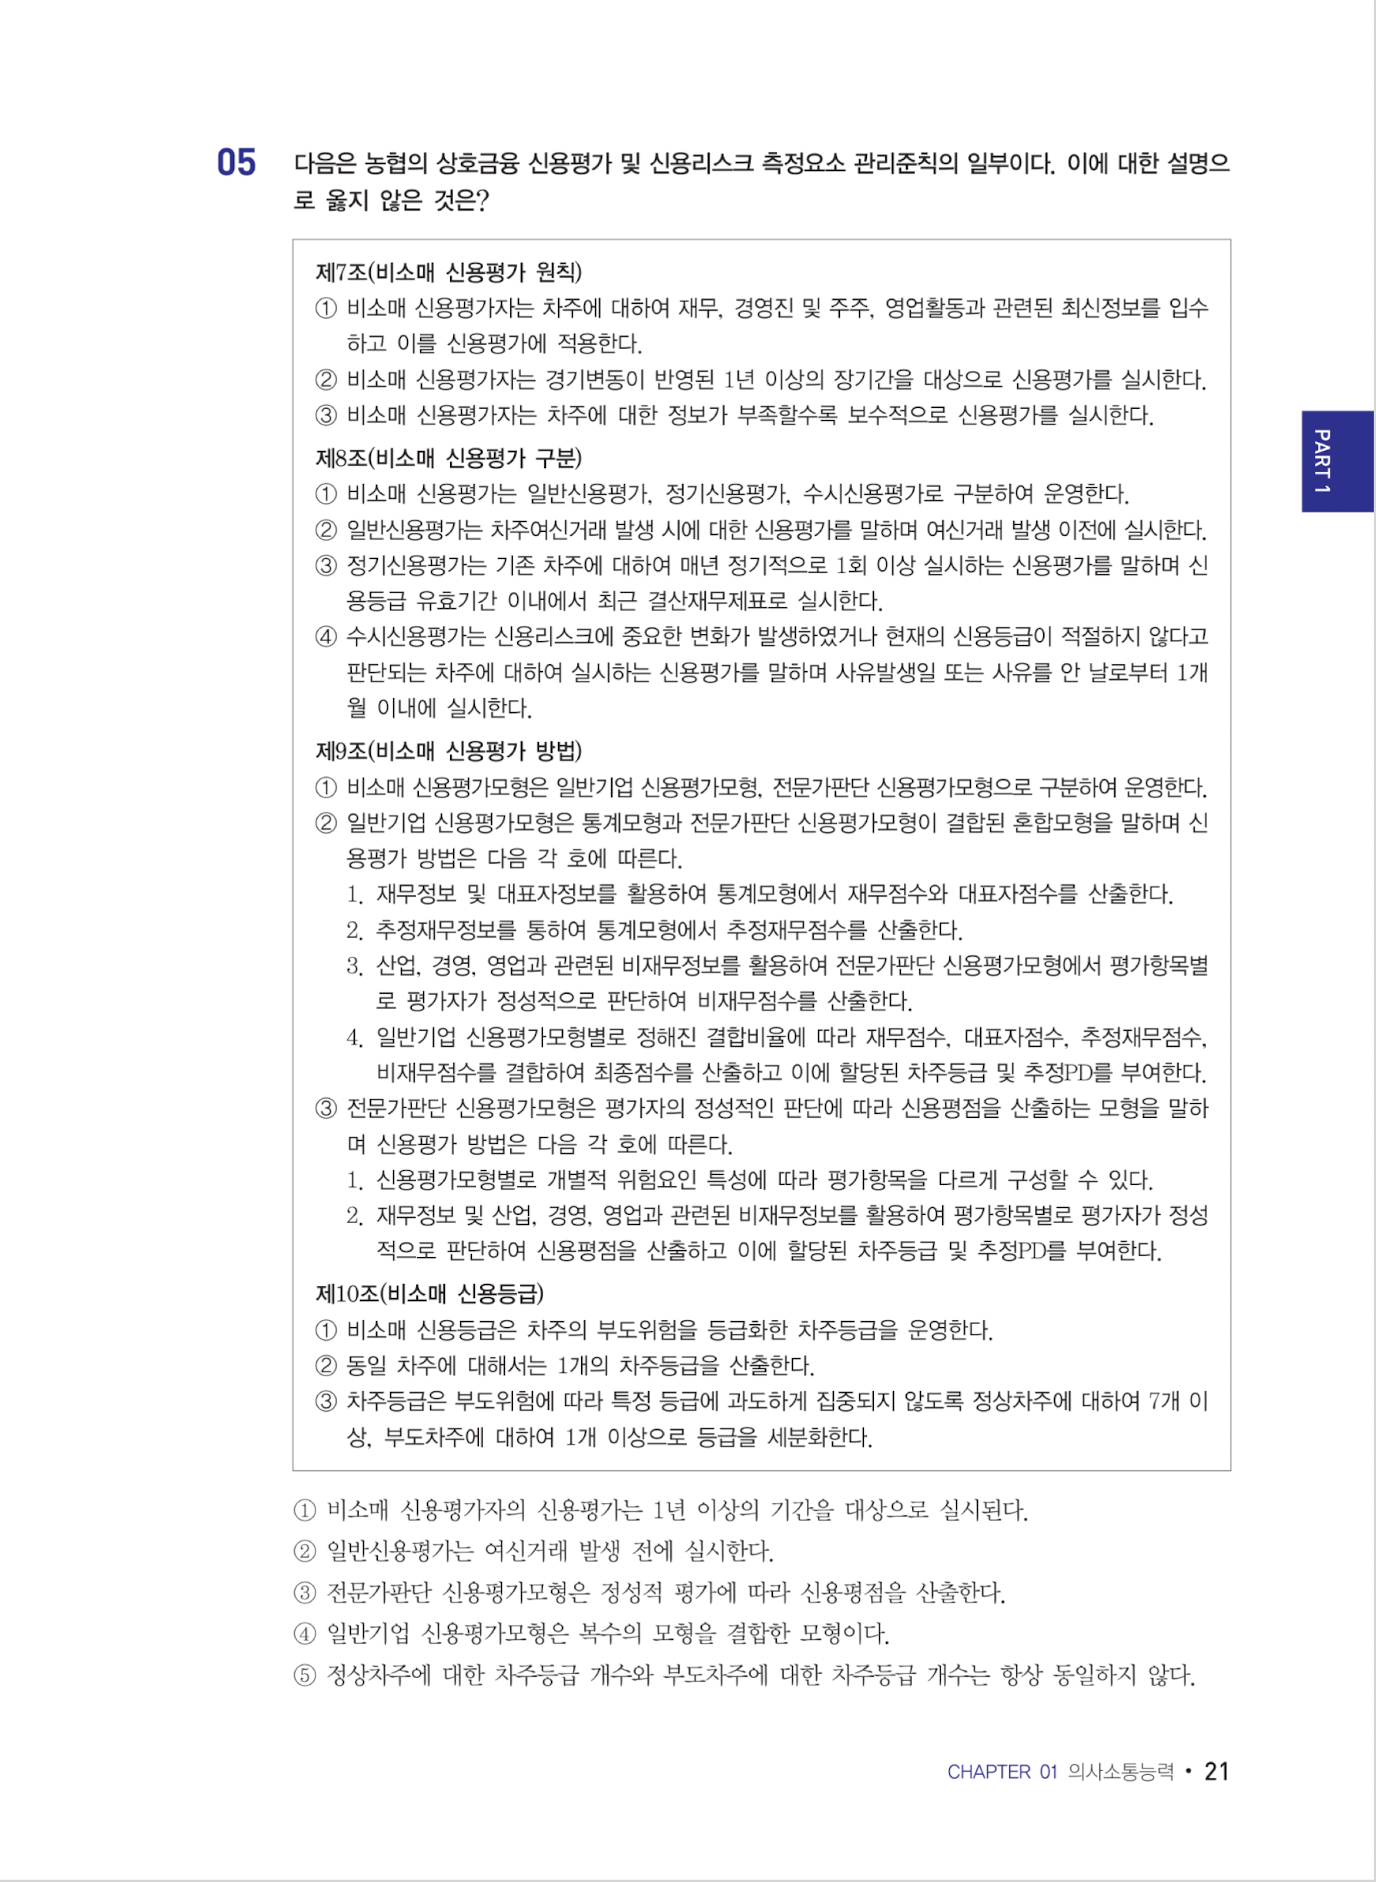 05 다음은 농협의 상호금융 신용평가 및 신용리스크 측정요소 관리준칙의 일부이다. 이에 대한 설명으
로 옳지 않은 것은?
제7조(비소매 신용평가 원칙)
① 비소매 신용평가자는 차주에 대하여 재무, 경영진 및 주주, 영업활동과 관련된 최신정보를 입수
하고 이를 신용평가에 적용한다.
② 비소매 신용평가자는 경기변동이 반영된 1년 이상의 장기간을 대상으로 신용평가를 실시한다.
③ 비소매 신용평가자는 차주에 대한 정보가 부족할수록 보수적으로 신용평가를 실시한다.
제8조(비소매 신용평가 구분)
① 비소매 신용평가는 일반신용평가, 정기신용평가, 수시신용평가로 구분하여 운영한다.
② 일반신용평가는 차주여신거래 발생 시에 대한 신용평가를 말하며 여신거래 발생 이전에 실시한다.
③ 정기신용평가는 기존 차주에 대하여 매년 정기적으로 1회 이상 실시하는 신용평가를 말하며 신
용등급 유효기간 이내에서 최근 결산재무제표로 실시한다.
④ 수시신용평가는 신용리스크에 중요한 변화가 발생하였거나 현재의 신용등급이 적절하지 않다고
판단되는 차주에 대하여 실시하는 신용평가를 말하며 사유발생일 또는 사유를 안 날로부터 1개
월 이내에 실시한다.
제9조(비소매 신용평가 방법)
① 비소매 신용평가모형은 일반기업 신용평가모형, 전문가판단 신용평가모형으로 구분하여 운영한다.
② 일반기업 신용평가모형은 통계모형과 전문가판단 신용평가모형이 결합된 혼합모형을 말하며 신
용평가 방법은 다음 각 호에 따른다.
1. 재무정보 및 대표자정보를 활용하여 통계모형에서 재무점수와 대표자점수를 산출한다.
2. 추정재무정보를 통하여 통계모형에서 추정재무점수를 산출한다.
3. 산업, 경영, 영업과 관련된 비재무정보를 활용하여 전문가판단 신용평가모형에서 평가항목별
로 평가자가 정성적으로 판단하여 비재무점수를 산출한다.
4. 일반기업 신용평가모형별로 정해진 결합비율에 따라 재무점수, 대표자점수, 추정재무점수,
비재무점수를 결합하여 최종점수를 산출하고 이에 할당된 차주등급 및 추정PD를 부여한다.
③ 전문가판단 신용평가모형은 평가자의 정성적인 판단에 따라 신용평점을 산출하는 모형을 말하
며 신용평가 방법은 다음 각 호에 따른다.
1. 신용평가모형별로 개별적 위험요인 특성에 따라 평가항목을 다르게 구성할 수 있다.
2. 재무정보 및 산업, 경영, 영업과 관련된 비재무정보를 활용하여 평가항목별로 평가자가 정성
적으로 판단하여 신용평점을 산출하고 이에 할당된 차주등급 및 추정PD를 부여한다.
제10조(비소매 신용등급)
① 비소매 신용등급은 차주의 부도위험을 등급화한 차주등급을 운영한다.
② 동일 차주에 대해서는 1개의 차주등급을 산출한다.
③ 차주등급은 부도위험에 따라 특정 등급에 과도하게 집중되지 않도록 정상차주에 대하여 7개 이
상, 부도차주에 대하여 1개 이상으로 등급을 세분화한다.
① 비소매 신용평가자의 신용평가는 1년 이상의 기간을 대상으로 실시된다.
② 일반신용평가는 여신거래 발생 전에 실시한다.
③ 전문가판단 신용평가모형은 정성적 평가에 따라 신용평점을 산출한다.
④ 일반기업 신용평가모형은 복수의 모형을 결합한 모형이다.
⑤ 정상차주에 대한 차주등급 개수와 부도차주에 대한 차주등급 개수는 항상 동일하지 않다.
PART 1
CHAPTER 01 의사소통능력 • 21